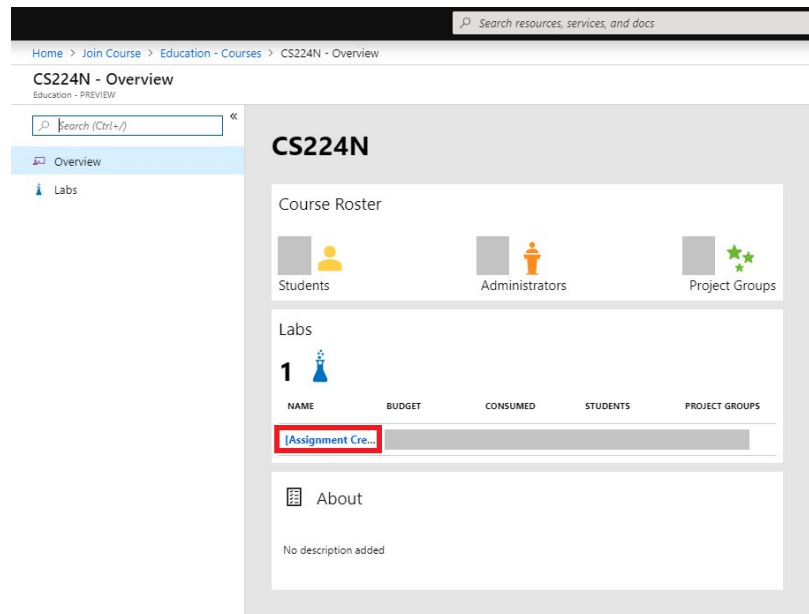 Search resources, services, and docs
Home > Join Course > Education - Courses > CS224N - Overview
CS224N - Overview
Education - PREVIEW
Search (Ctrl+/)
«
Overview
Labs
CS224N
Course Roster
Students Administrators Project Groups
Labs
1
NAME BUDGET CONSUMED STUDENTS PROJECT GROUPS
[Assignment Cre...
About
No description added